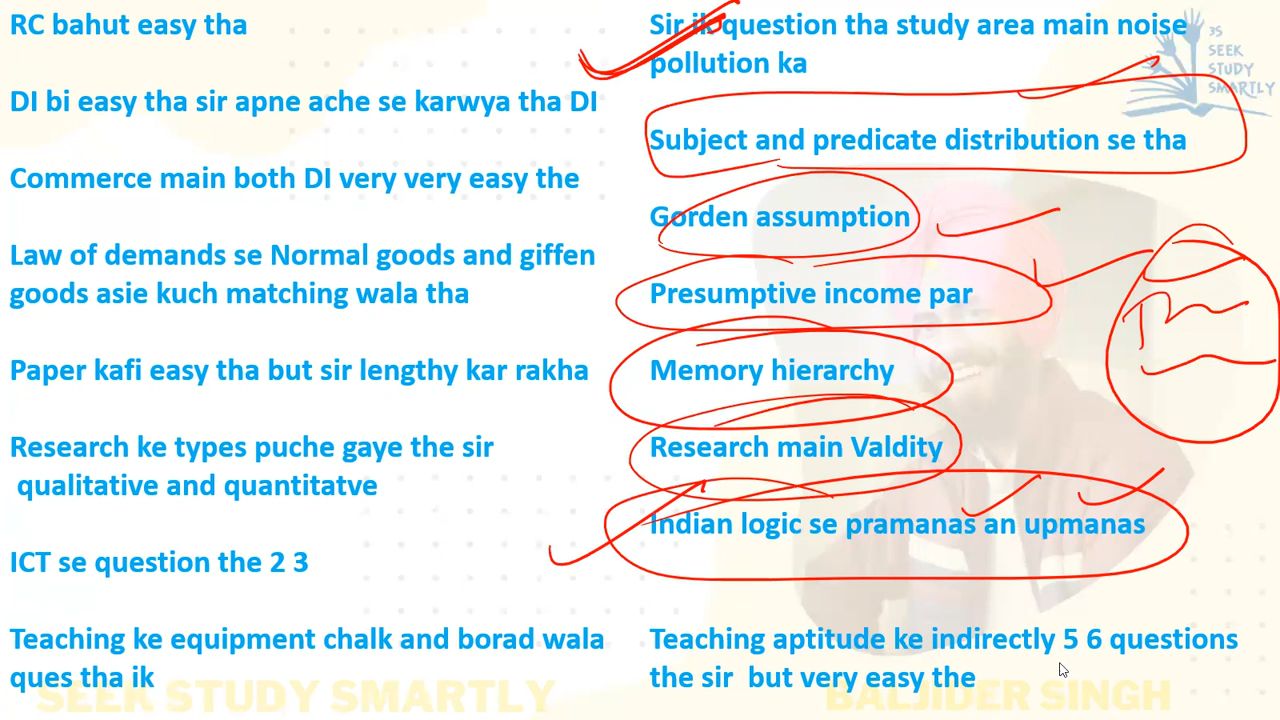 RC bahut easy tha
DI bi easy tha sir apne ache se karwya tha DI
Commerce main both DI very very easy the
Law of demands se Normal goods and giffen
goods asie kuch matching wala tha
Paper kafi easy tha but sir lengthy kar rakha
Research ke types puche gaye the sir
qualitative and quantitatve
ICT se question the 2 3
Teaching ke equipment chalk and borad wala
ques tha ik
Sir ik question tha study area main noise
pollution ka
Subject and predicate distribution se tha
Gorden assumption
Presumptive income par
Memory hierarchy
Research main Valdity
Indian logic se pramanas an upmanas
Teaching aptitude ke indirectly 5 6 questions
the sir but very easy the
3S
SEEK
STUDY
SMARTLY
SEEK STUDY SMARTLY
BALJIDER SINGH